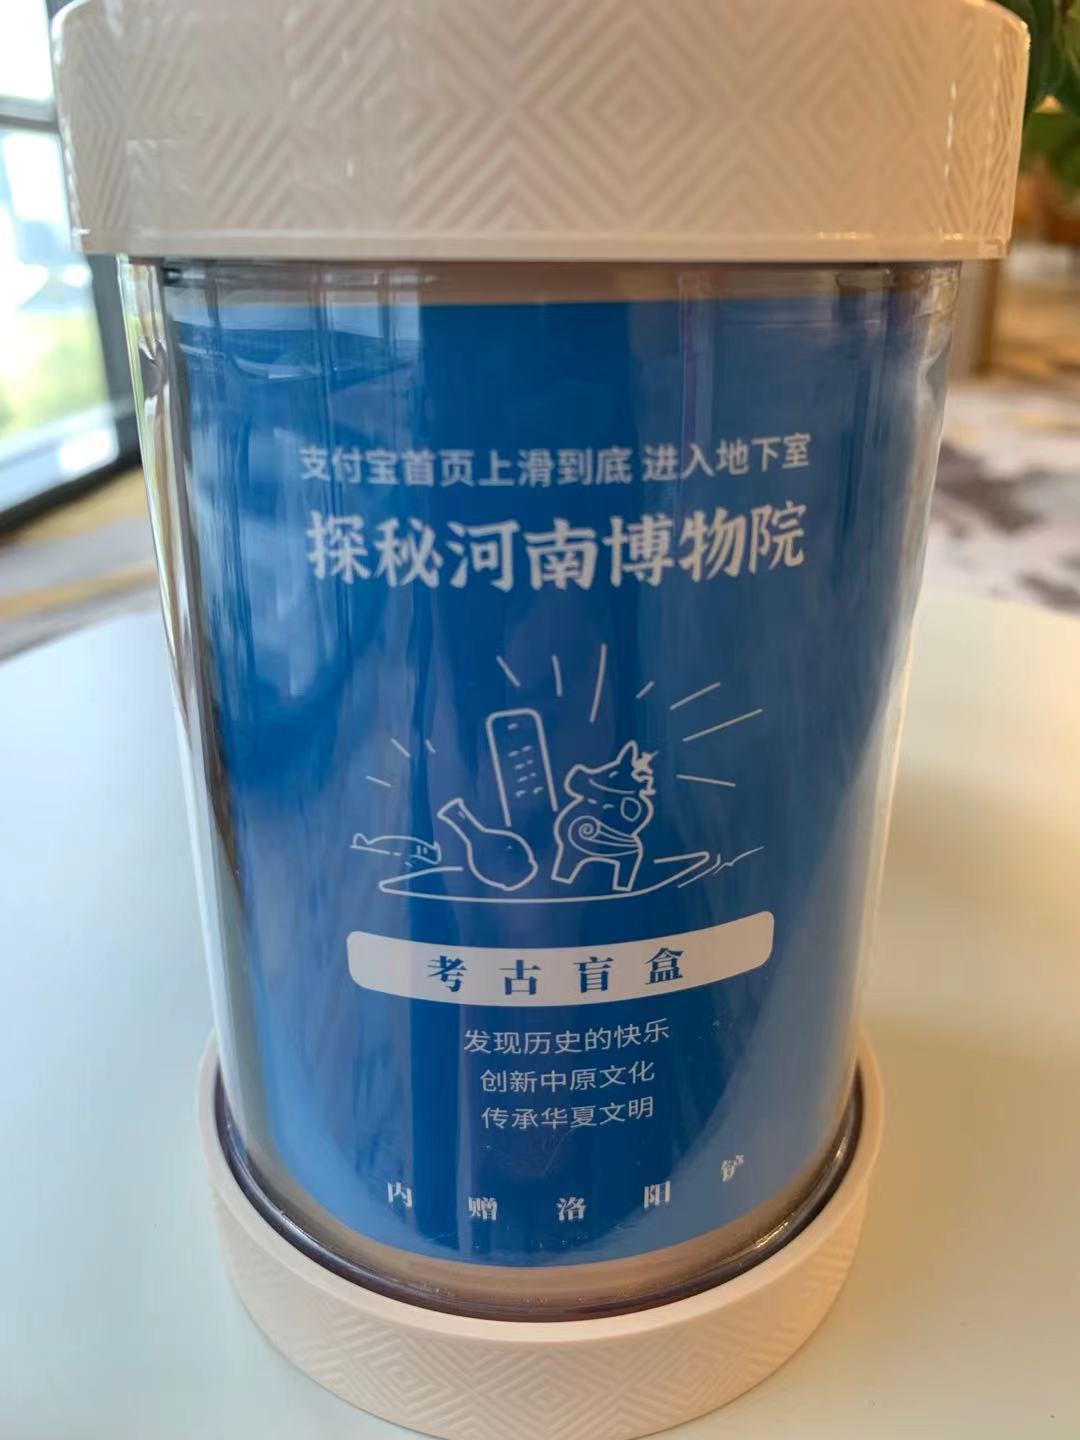 支付宝首页上滑到底 进入地下室
探秘河南博物院
考古盲盒
发现历史的快乐
创新中原文化
传承华夏文明
内赠洛阳铲